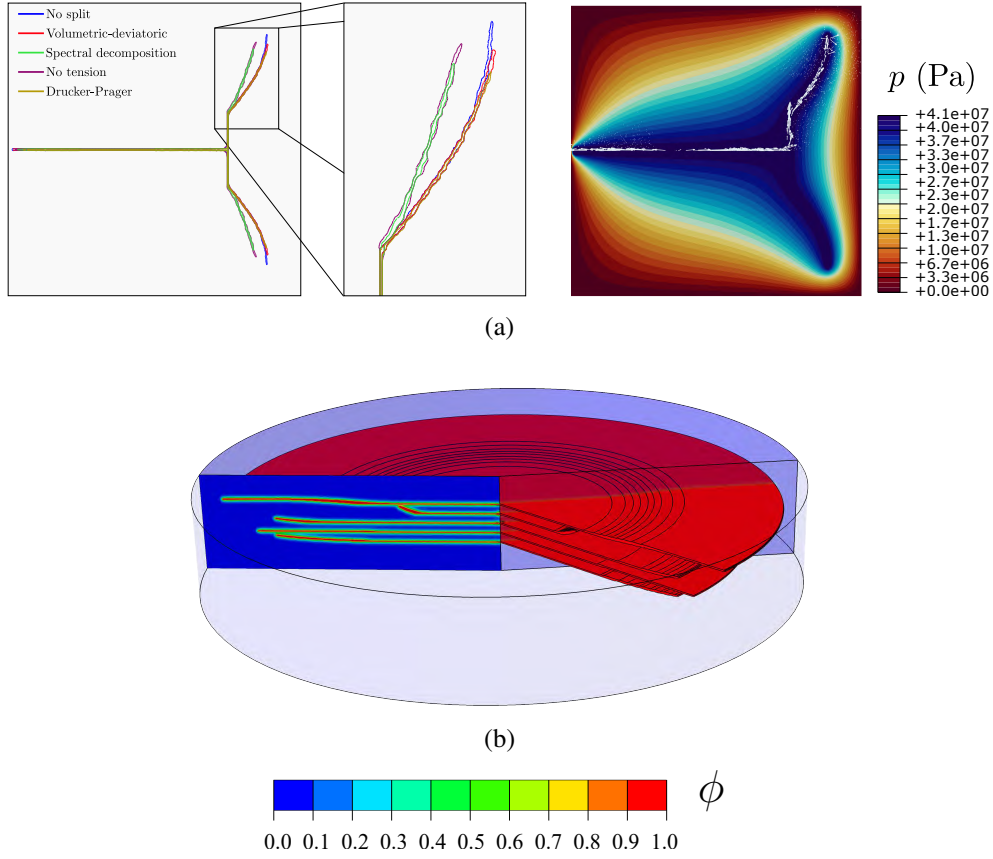 No split
Volumetric-deviatoric
Spectral decomposition
No tension
Drucker-Prager
p (Pa)
+4.1e+07
+4.0e+07
+3.7e+07
+3.3e+07
+3.0e+07
+2.7e+07
+2.3e+07
+2.0e+07
+1.7e+07
+1.3e+07
+1.0e+07
+6.7e+06
+3.3e+06
+0.0e+00
(a)
(b)
ϕ
0.0 0.1 0.2 0.3 0.4 0.5 0.6 0.7 0.8 0.9 1.0